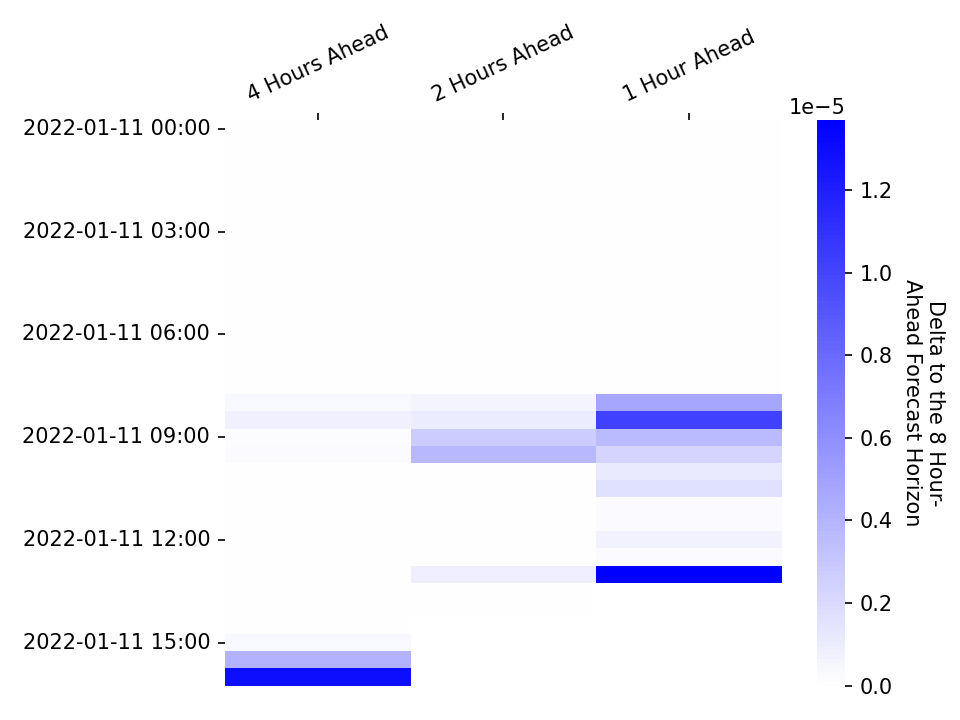 4 Hours Ahead
2 Hours Ahead
1 Hour Ahead
1e−5
2022-01-11 00:00
2022-01-11 03:00
2022-01-11 06:00
2022-01-11 09:00
2022-01-11 12:00
2022-01-11 15:00
1.2
1.0
0.8
0.6
0.4
0.2
0.0
Delta to the 8 Hour-
Ahead Forecast Horizon